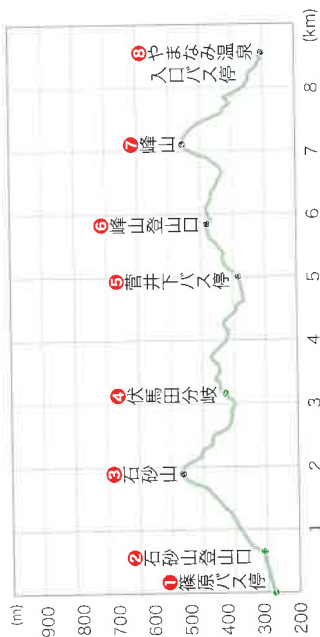 (m)
900
800
700
600
500
400
300
200
1
2
3
4
5
6
7
8
(km)
❶篠原バス停
❷石砂山登山口
❸石砂山
❹伏馬田分岐
❺菅井下バス停
❻峰山登山口
❼峰山
❽やまなみ温泉
入口バス停